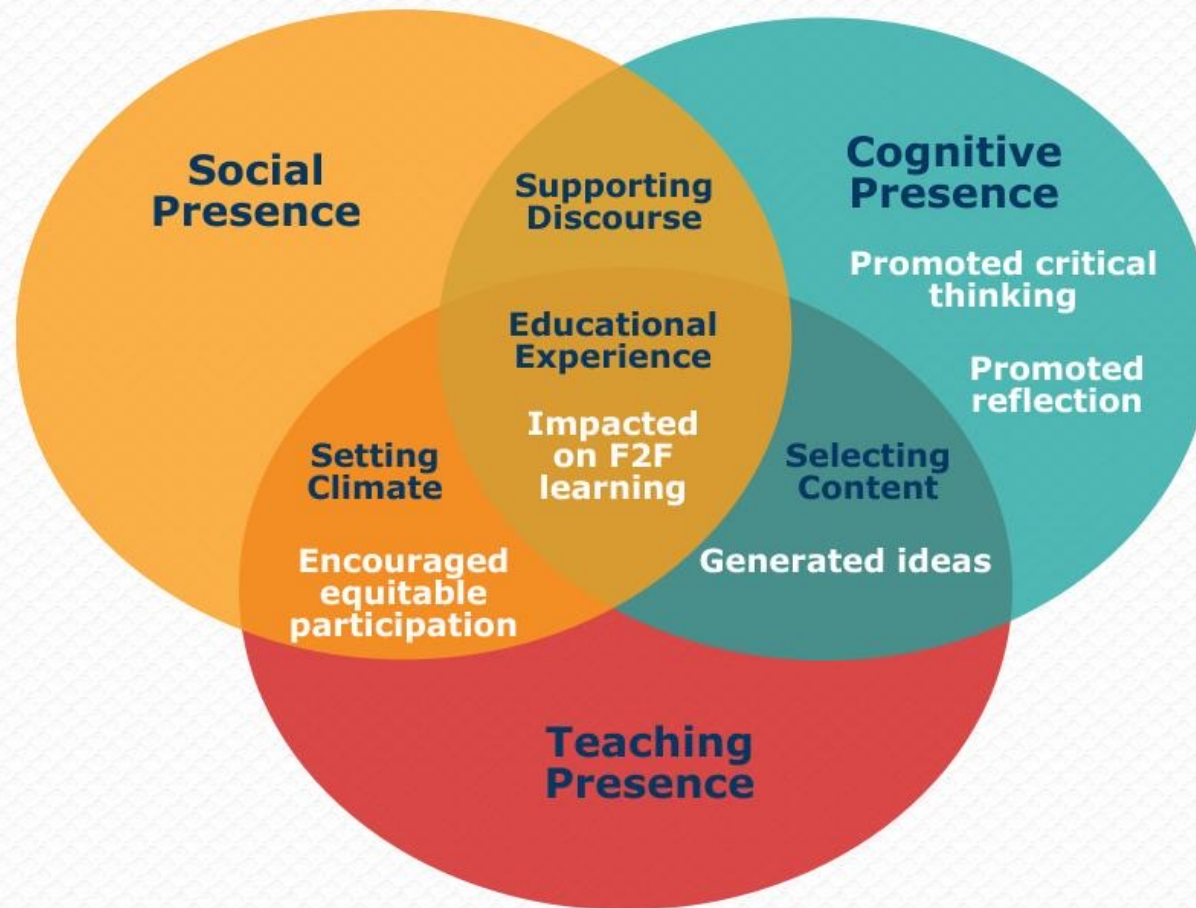 Social
Presence
Supporting
Discourse
Cognitive
Presence
Promoted critical
thinking
Promoted
reflection
Educational
Experience
Impacted
on F2F
learning
Setting
Climate
Encouraged
equitable
participation
Selecting
Content
Generated ideas
Teaching
Presence